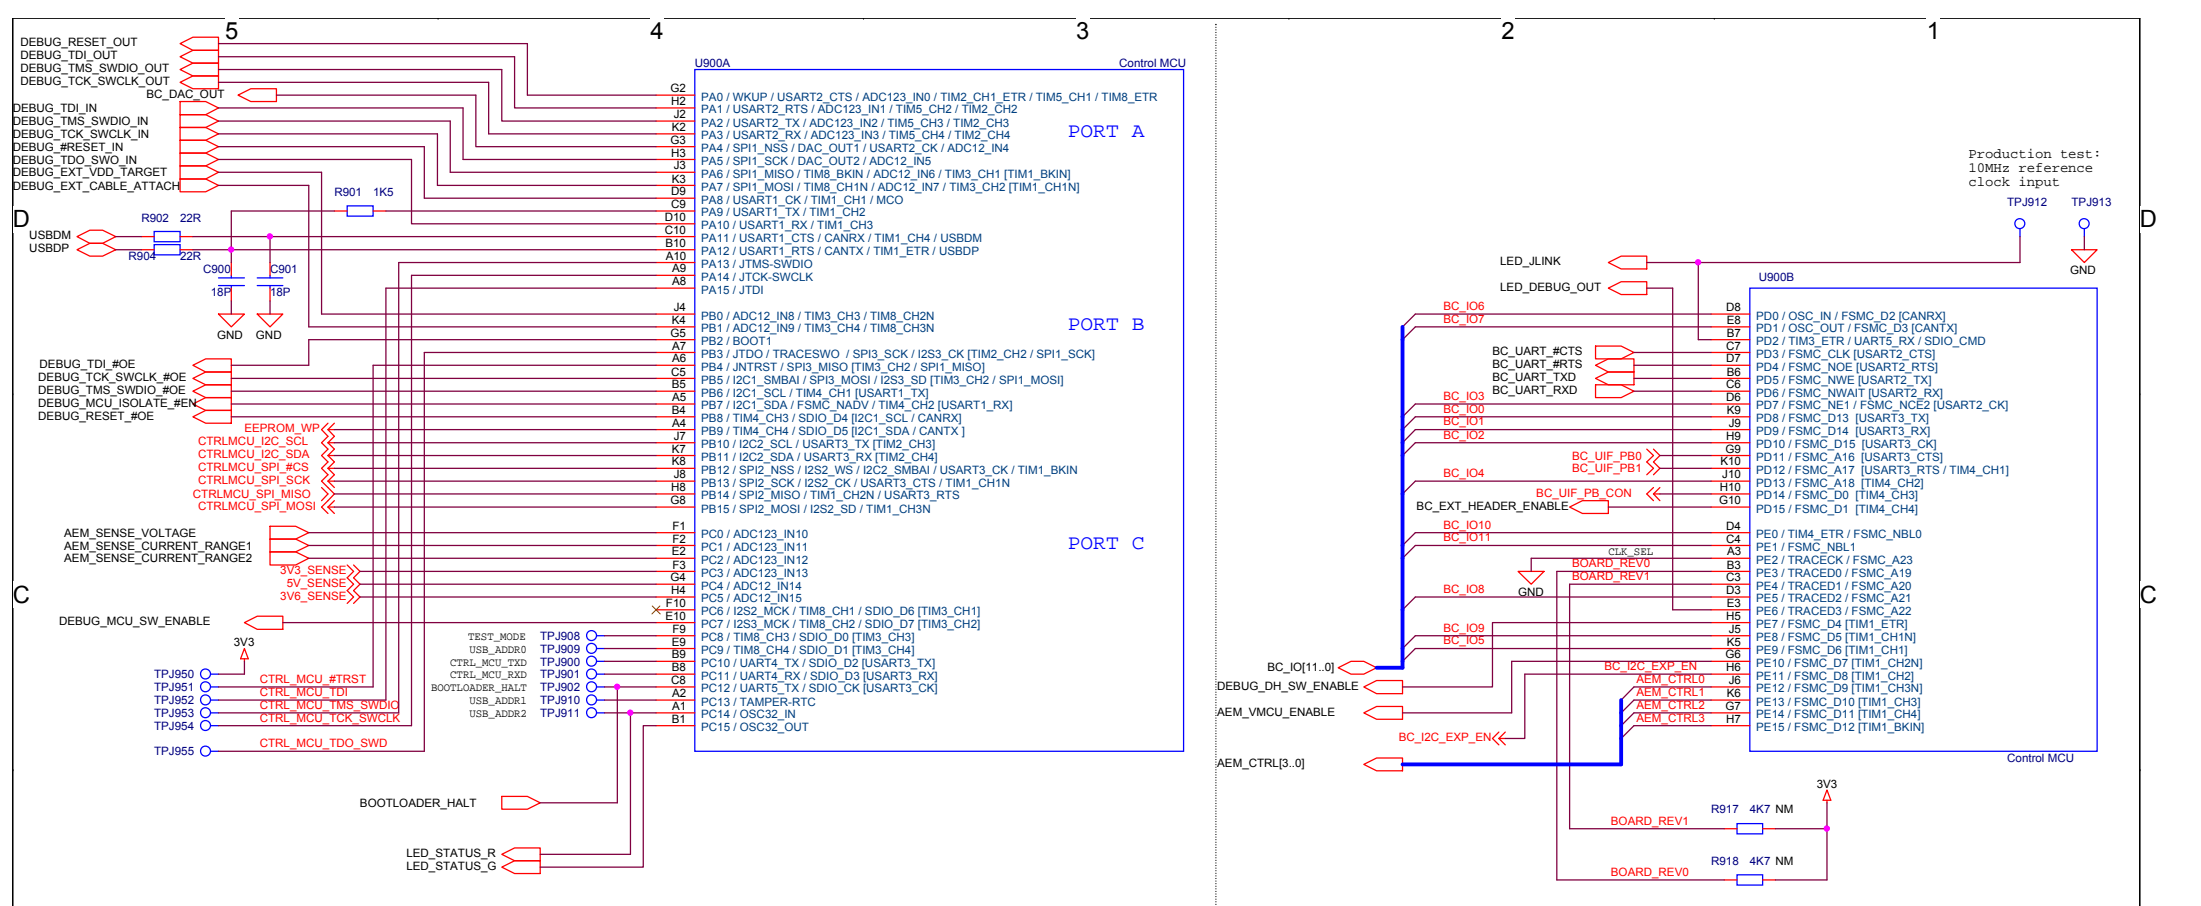 5 4 3 2 1
DEBUG_RESET_OUT
DEBUG_TDI_OUT
DEBUG_TMS_SWDIO_OUT
DEBUG_TCK_SWCLK_OUT
BC_DAC_OUT
DEBUG_TDI_IN
DEBUG_TMS_SWDIO_IN
DEBUG_TCK_SWCLK_IN
DEBUG_#RESET_IN
DEBUG_TDO_SWO_IN
DEBUG_EXT_VDD_TARGET
DEBUG_EXT_CABLE_ATTACH
R901 1K5
D
R902 22R
USBDM
USBDP
R904 22R
C900 C901
18P 18P
GND GND
DEBUG_TDI_#OE
DEBUG_TCK_SWCLK_#OE
DEBUG_TMS_SWDIO_#OE
DEBUG_MCU_ISOLATE_#EN
DEBUG_RESET_#OE
EEPROM_WP
CTRLMCU_I2C_SCL
CTRLMCU_I2C_SDA
CTRLMCU_SPI_#CS
CTRLMCU_SPI_SCK
CTRLMCU_SPI_MISO
CTRLMCU_SPI_MOSI
AEM_SENSE_VOLTAGE
AEM_SENSE_CURRENT_RANGE1
AEM_SENSE_CURRENT_RANGE2
3V3_SENSE
5V_SENSE
3V6_SENSE
C
DEBUG_MCU_SW_ENABLE
3V3
TPJ950
TPJ951 CTRL_MCU_#TRST
TPJ952 CTRL_MCU_TDI
TPJ953 CTRL_MCU_TMS_SWDIO
TPJ954 CTRL_MCU_TCK_SWCLK
TPJ955 CTRL_MCU_TDO_SWD
TEST_MODE TPJ908
USB_ADDR0 TPJ909
CTRL_MCU_TXD TPJ900
CTRL_MCU_RXD TPJ901
BOOTLOADER_HALT TPJ902
USB_ADDR1 TPJ910
USB_ADDR2 TPJ911
BOOTLOADER_HALT
LED_STATUS_R
LED_STATUS_G
U900A Control MCU
PORT A
G2 PA0 / WKUP / USART2_CTS / ADC123_IN0 / TIM2_CH1_ETR / TIM5_CH1 / TIM8_ETR
H2 PA1 / USART2_RTS / ADC123_IN1 / TIM5_CH2 / TIM2_CH2
J2 PA2 / USART2_TX / ADC123_IN2 / TIM5_CH3 / TIM2_CH3
K2 PA3 / USART2_RX / ADC123_IN3 / TIM5_CH4 / TIM2_CH4
G3 PA4 / SPI1_NSS / DAC_OUT1 / USART2_CK / ADC12_IN4
H3 PA5 / SPI1_SCK / DAC_OUT2 / ADC12_IN5
J3 PA6 / SPI1_MISO / TIM8_BKIN / ADC12_IN6 / TIM3_CH1 [TIM1_BKIN]
K3 PA7 / SPI1_MOSI / TIM8_CH1N / ADC12_IN7 / TIM3_CH2 [TIM1_CH1N]
D9 PA8 / USART1_CK / TIM1_CH1 / MCO
C9 PA9 / USART1_TX / TIM1_CH2
D10 PA10 / USART1_RX / TIM1_CH3
C10 PA11 / USART1_CTS / CANRX / TIM1_CH4 / USBDM
B10 PA12 / USART1_RTS / CANTX / TIM1_ETR / USBDP
A10 PA13 / JTMS-SWDIO
A9 PA14 / JTCK-SWCLK
A8 PA15 / JTDI
PORT B
J4 PB0 / ADC12_IN8 / TIM3_CH3 / TIM8_CH2N
K4 PB1 / ADC12_IN9 / TIM3_CH4 / TIM8_CH3N
G5 PB2 / BOOT1
A7 PB3 / JTDO / TRACESWO / SPI3_SCK / I2S3_CK [TIM2_CH2 / SPI1_SCK]
A6 PB4 / JNTRST / SPI3_MISO [TIM3_CH2 / SPI1_MISO]
C5 PB5 / I2C1_SMBAI / SPI3_MOSI / I2S3_SD [TIM3_CH2 / SPI1_MOSI]
B5 PB6 / I2C1_SCL / TIM4_CH1 [USART1_TX]
A5 PB7 / I2C1_SDA / FSMC_NADV / TIM4_CH2 [USART1_RX]
B4 PB8 / TIM4_CH3 / SDIO_D4 [I2C1_SCL / CANRX]
A4 PB9 / TIM4_CH4 / SDIO_D5 [I2C1_SDA / CANTX ]
J7 PB10 / I2C2_SCL / USART3_TX [TIM2_CH3]
K7 PB11 / I2C2_SDA / USART3_RX [TIM2_CH4]
K8 PB12 / SPI2_NSS / I2S2_WS / I2C2_SMBAI / USART3_CK / TIM1_BKIN
J8 PB13 / SPI2_SCK / I2S2_CK / USART3_CTS / TIM1_CH1N
H8 PB14 / SPI2_MISO / TIM1_CH2N / USART3_RTS
G8 PB15 / SPI2_MOSI / I2S2_SD / TIM1_CH3N
PORT C
F1 PC0 / ADC123_IN10
F2 PC1 / ADC123_IN11
E2 PC2 / ADC123_IN12
F3 PC3 / ADC123_IN13
G4 PC4 / ADC12_IN14
H4 PC5 / ADC12_IN15
F10 PC6 / I2S2_MCK / TIM8_CH1 / SDIO_D6 [TIM3_CH1]
E10 PC7 / I2S3_MCK / TIM8_CH2 / SDIO_D7 [TIM3_CH2]
F9 PC8 / TIM8_CH3 / SDIO_D0 [TIM3_CH3]
E9 PC9 / TIM8_CH4 / SDIO_D1 [TIM3_CH4]
B9 PC10 / UART4_TX / SDIO_D2 [USART3_TX]
B8 PC11 / UART4_RX / SDIO_D3 [USART3_RX]
C8 PC12 / UART5_TX / SDIO_CK [USART3_CK]
A2 PC13 / TAMPER-RTC
A1 PC14 / OSC32_IN
B1 PC15 / OSC32_OUT
Production test:
10MHz reference
clock input
TPJ912 TPJ913
D
GND
LED_JLINK
LED_DEBUG_OUT
BC_IO6
BC_IO7
BC_UART_#CTS
BC_UART_#RTS
BC_UART_TXD
BC_UART_RXD
BC_IO3
BC_IO0
BC_IO1
BC_IO2
BC_UIF_PB0
BC_UIF_PB1
BC_IO4
BC_UIF_PB_CON
BC_EXT_HEADER_ENABLE
BC_IO10
BC_IO11
CLK_SEL
BOARD_REV0
BOARD_REV1
GND
BC_IO8
BC_IO9
BC_IO5
BC_IO[11..0]
BC_I2C_EXP_EN
DEBUG_DH_SW_ENABLE
AEM_CTRL0
AEM_CTRL1
AEM_CTRL2
AEM_CTRL3
AEM_VMCU_ENABLE
BC_I2C_EXP_EN
AEM_CTRL[3..0]
U900B
D8 PD0 / OSC_IN / FSMC_D2 [CANRX]
E8 PD1 / OSC_OUT / FSMC_D3 [CANTX]
B7 PD2 / TIM3_ETR / UART5_RX / SDIO_CMD
C7 PD3 / FSMC_CLK [USART2_CTS]
D7 PD4 / FSMC_NOE [USART2_RTS]
B6 PD5 / FSMC_NWE [USART2_TX]
C6 PD6 / FSMC_NWAIT [USART2_RX]
D6 PD7 / FSMC_NE1 / FSMC_NCE2 [USART2_CK]
K9 PD8 / FSMC_D13 [USART3_TX]
J9 PD9 / FSMC_D14 [USART3_RX]
H9 PD10 / FSMC_D15 [USART3_CK]
G9 PD11 / FSMC_A16 [USART3_CTS]
K10 PD12 / FSMC_A17 [USART3_RTS / TIM4_CH1]
J10 PD13 / FSMC_A18 [TIM4_CH2]
H10 PD14 / FSMC_D0 [TIM4_CH3]
G10 PD15 / FSMC_D1 [TIM4_CH4]
D4 PE0 / TIM4_ETR / FSMC_NBL0
C4 PE1 / FSMC_NBL1
A3 PE2 / TRACECK / FSMC_A23
B3 PE3 / TRACED0 / FSMC_A19
C3 PE4 / TRACED1 / FSMC_A20
D3 PE5 / TRACED2 / FSMC_A21
E3 PE6 / TRACED3 / FSMC_A22
H5 PE7 / FSMC_D4 [TIM1_ETR]
J5 PE8 / FSMC_D5 [TIM1_CH1N]
K5 PE9 / FSMC_D6 [TIM1_CH1]
G6 PE10 / FSMC_D7 [TIM1_CH2N]
H6 PE11 / FSMC_D8 [TIM1_CH2]
J6 PE12 / FSMC_D9 [TIM1_CH3N]
K6 PE13 / FSMC_D10 [TIM1_CH3]
G7 PE14 / FSMC_D11 [TIM1_CH4]
H7 PE15 / FSMC_D12 [TIM1_BKIN]
Control MCU
C
3V3
R917 4K7 NM
BOARD_REV1
R918 4K7 NM
BOARD_REV0